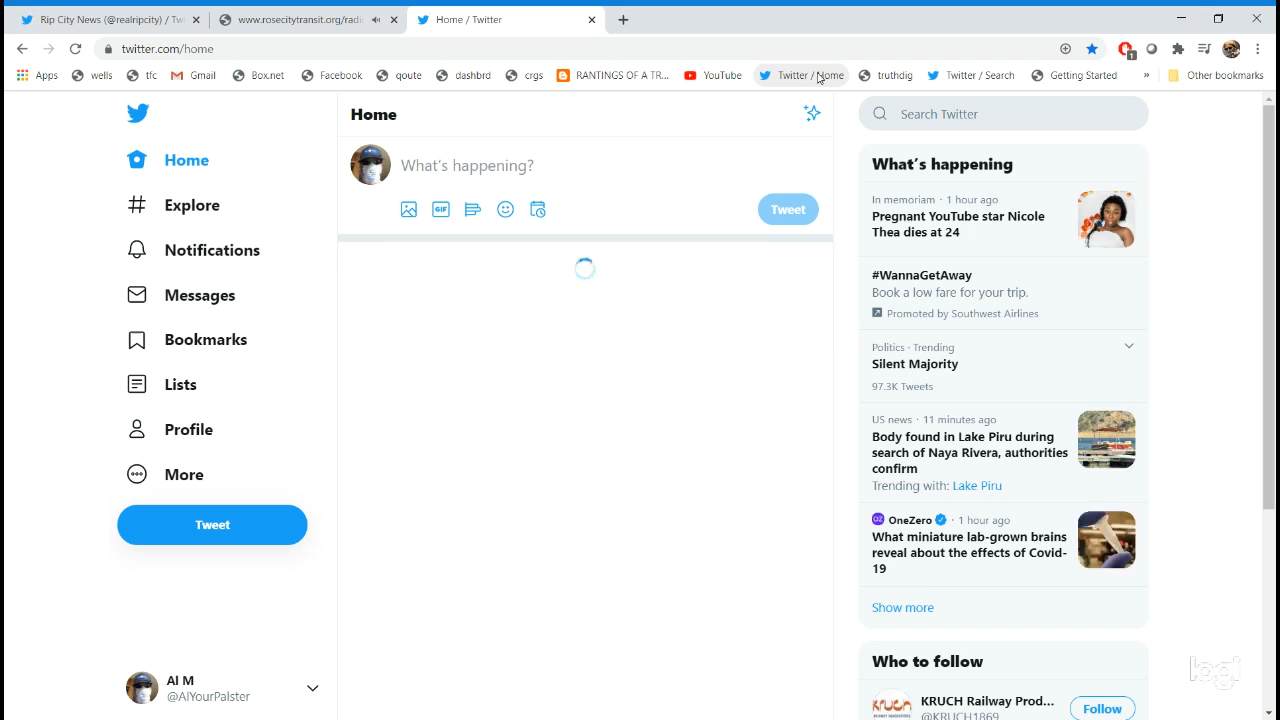 Rip City News (@realripcity) / Tw
www.rosecitytransit.org/radi
Home / Twitter
twitter.com/home
1
Apps
wells
tfc
Gmail
Box.net
Facebook
qoute
dashbrd
crgs
RANTINGS OF A TR...
YouTube
Twitter / Home
truthdig
Twitter / Search
Getting Started
»
Other bookmarks
Home
Explore
Notifications
Messages
Bookmarks
Lists
Profile
More
Tweet
Al M
@AlYourPalster
Home
What's happening?
GIF
Tweet
Search Twitter
What's happening
In memoriam · 1 hour ago
Pregnant YouTube star Nicole
Thea dies at 24
#WannaGetAway
Book a low fare for your trip.
Promoted by Southwest Airlines
Politics · Trending
Silent Majority
97.3K Tweets
US news · 11 minutes ago
Body found in Lake Piru during
search of Naya Rivera, authorities
confirm
Trending with: Lake Piru
OZ OneZero · 1 hour ago
What miniature lab-grown brains
reveal about the effects of Covid-
19
Show more
Who to follow
KRUCH Railway Prod...
@KRUCH1869
Follow
logi